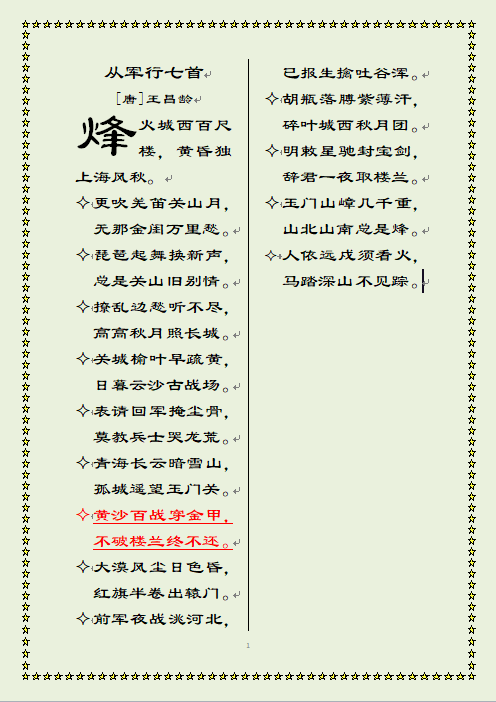 从军行七首
[唐]王昌龄
烽火城西百尺
楼，黄昏独
上海风秋。
更吹羌笛关山月，
无那金闺万里愁。
琵琶起舞换新声，
总是关山旧别情。
撩乱边愁听不尽，
高高秋月照长城。
关城榆叶早疏黄，
日暮云沙古战场。
表请回军掩尘骨，
莫教兵士哭龙荒。
青海长云暗雪山，
孤城遥望玉门关。
黄沙百战穿金甲，
不破楼兰终不还。
大漠风尘日色昏，
红旗半卷出辕门。
前军夜战洮河北，
已报生擒吐谷浑。
胡瓶落膊紫薄汗，
碎叶城西秋月团。
明敕星驰封宝剑，
辞君一夜取楼兰。
玉门山嶂几千重，
山北山南总是烽。
人依远戍须看火，
马踏深山不见踪。
1